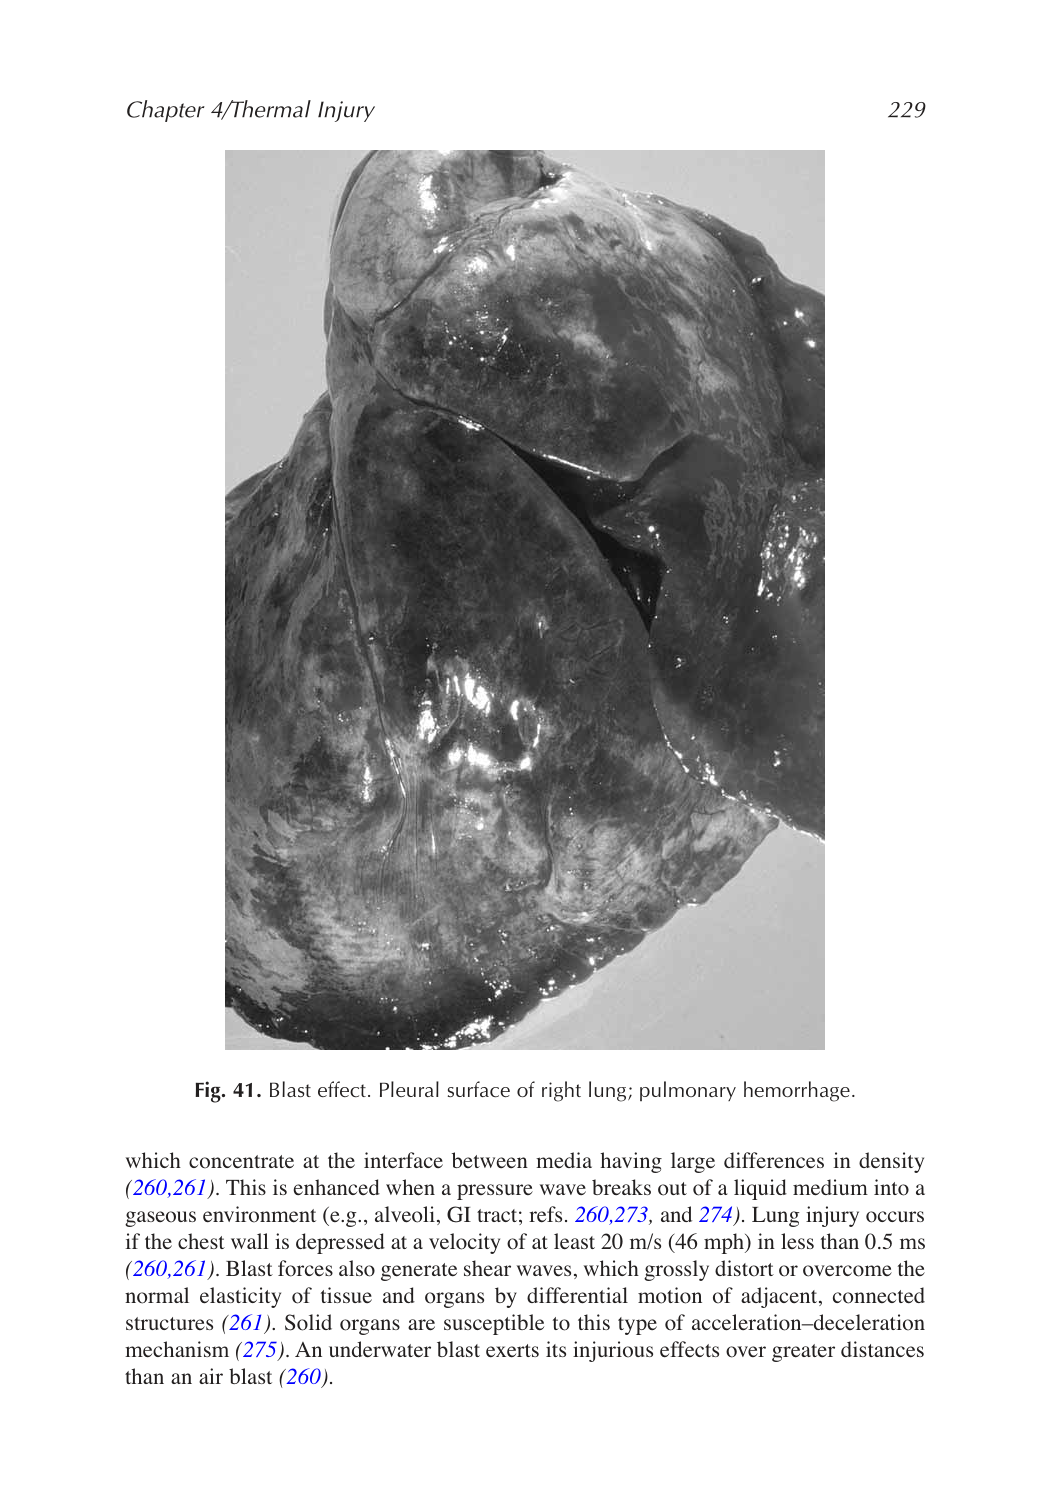 Chapter 4/Thermal Injury 229
Fig. 41. Blast effect. Pleural surface of right lung; pulmonary hemorrhage.
which concentrate at the interface between media having large differences in density
(260,261). This is enhanced when a pressure wave breaks out of a liquid medium into a
gaseous environment (e.g., alveoli, GI tract; refs. 260,273, and 274). Lung injury occurs
if the chest wall is depressed at a velocity of at least 20 m/s (46 mph) in less than 0.5 ms
(260,261). Blast forces also generate shear waves, which grossly distort or overcome the
normal elasticity of tissue and organs by differential motion of adjacent, connected
structures (261). Solid organs are susceptible to this type of acceleration–deceleration
mechanism (275). An underwater blast exerts its injurious effects over greater distances
than an air blast (260).